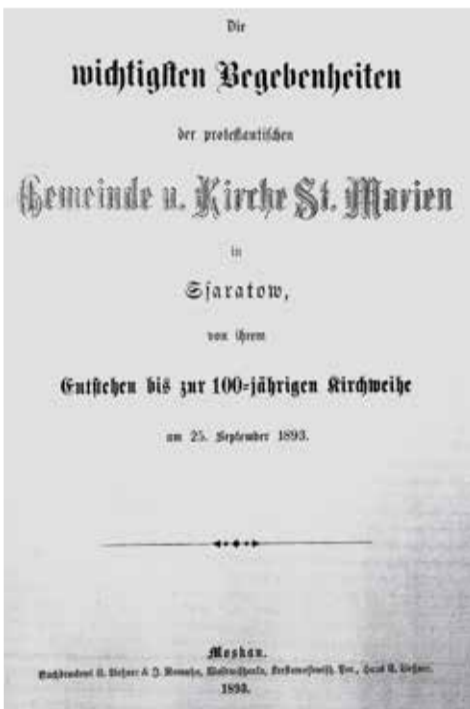 Die
wichtigsten Begebenheiten
der protestantischen
Gemeinde u. Kirche St. Marien
in
Ssaratow,
von ihrem
Entstehen bis zur 100-jährigen Kirchweihe
am 25. September 1893.
Moskau.
Buchdruckerei
1893.